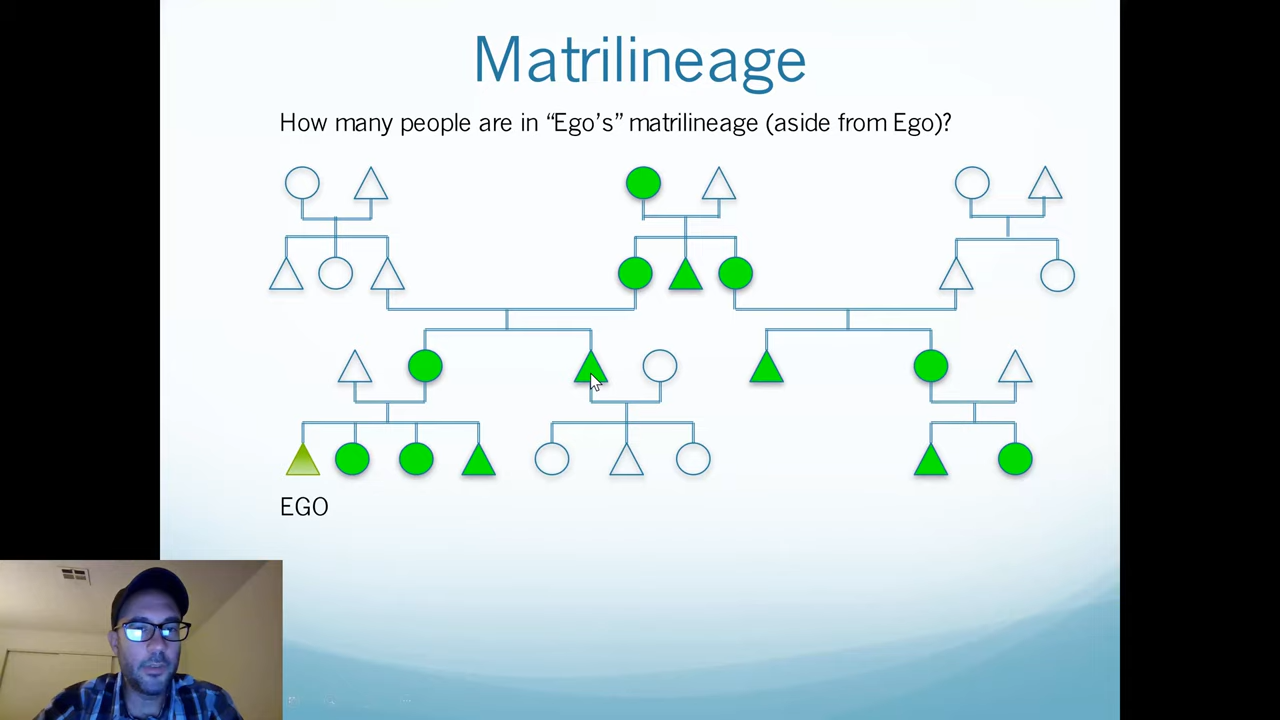 Matrilineage
How many people are in “Ego’s” matrilineage (aside from Ego)?
EGO